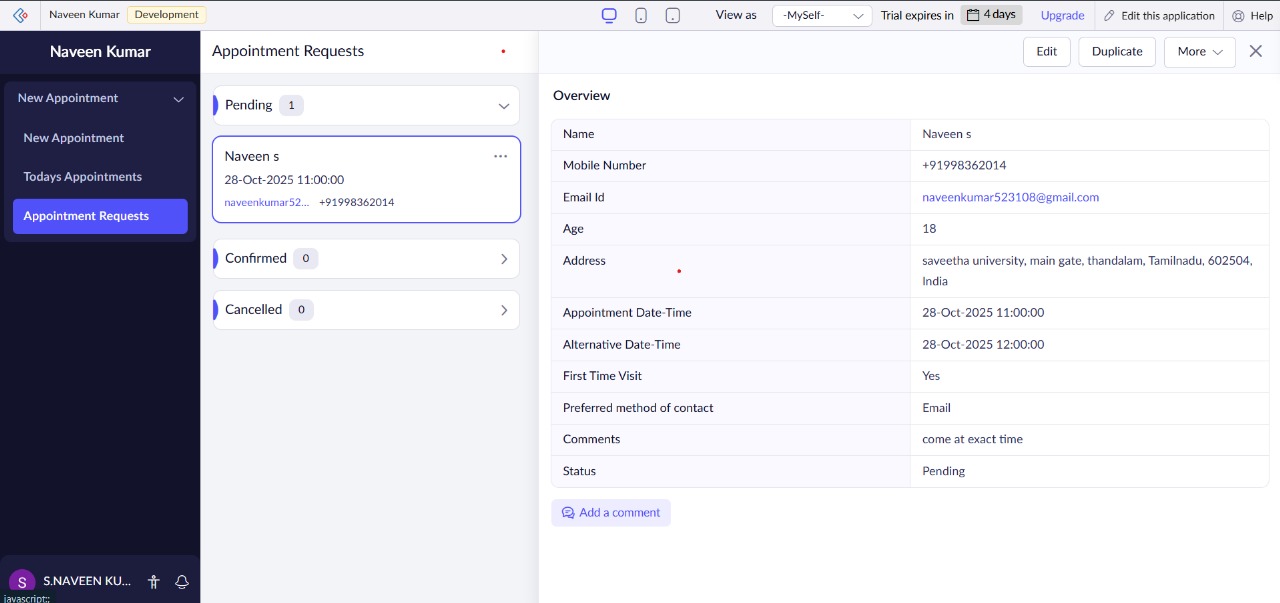 Naveen Kumar Development View as -MySelf- Trial expires in 4 days Upgrade Edit this application Help
Naveen Kumar
New Appointment
New Appointment
Todays Appointments
Appointment Requests
S S.NAVEEN KU...
javascript:;
Appointment Requests
Pending 1
Naveen s
28-Oct-2025 11:00:00
naveenkumar52... +91998362014
Confirmed 0
Cancelled 0
Edit Duplicate More
Overview
Name Naveen s
Mobile Number +91998362014
Email Id naveenkumar523108@gmail.com
Age 18
Address saveetha university, main gate, thandalam, Tamilnadu, 602504,
India
Appointment Date-Time 28-Oct-2025 11:00:00
Alternative Date-Time 28-Oct-2025 12:00:00
First Time Visit Yes
Preferred method of contact Email
Comments come at exact time
Status Pending
Add a comment